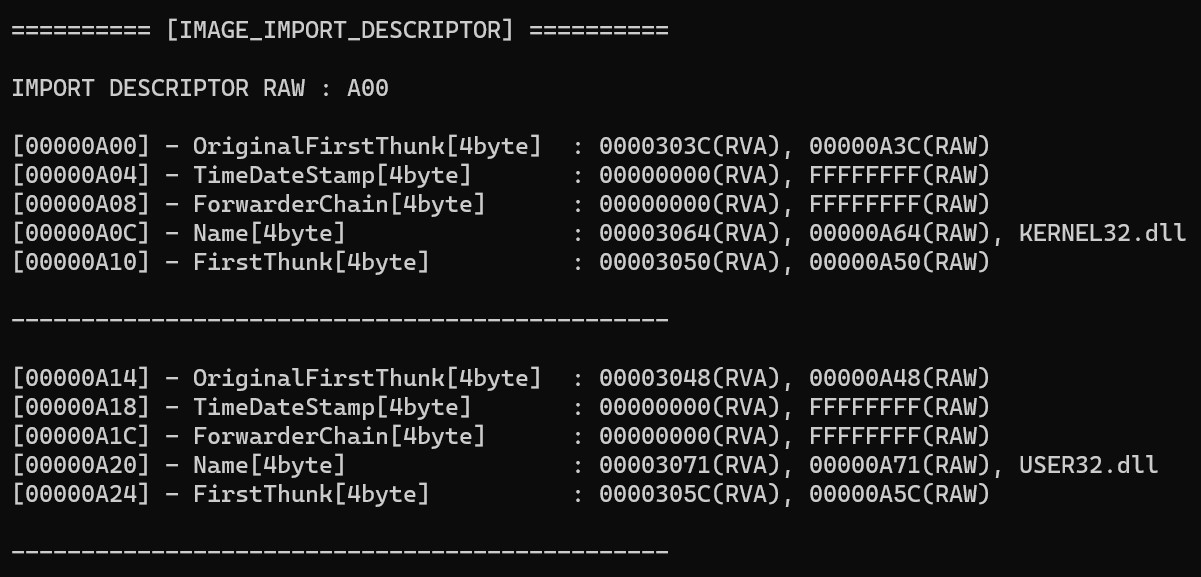 ========== [IMAGE_IMPORT_DESCRIPTOR] ==========
IMPORT DESCRIPTOR RAW : A00
[00000A00] - OriginalFirstThunk[4byte]  : 0000303C(RVA), 00000A3C(RAW)
[00000A04] - TimeDateStamp[4byte]       : 00000000(RVA), FFFFFFFF(RAW)
[00000A08] - ForwarderChain[4byte]      : 00000000(RVA), FFFFFFFF(RAW)
[00000A0C] - Name[4byte]                : 00003064(RVA), 00000A64(RAW), KERNEL32.dll
[00000A10] - FirstThunk[4byte]          : 00003050(RVA), 00000A50(RAW)
-----------------------------------------------
[00000A14] - OriginalFirstThunk[4byte]  : 00003048(RVA), 00000A48(RAW)
[00000A18] - TimeDateStamp[4byte]       : 00000000(RVA), FFFFFFFF(RAW)
[00000A1C] - ForwarderChain[4byte]      : 00000000(RVA), FFFFFFFF(RAW)
[00000A20] - Name[4byte]                : 00003071(RVA), 00000A71(RAW), USER32.dll
[00000A24] - FirstThunk[4byte]          : 0000305C(RVA), 00000A5C(RAW)
-----------------------------------------------